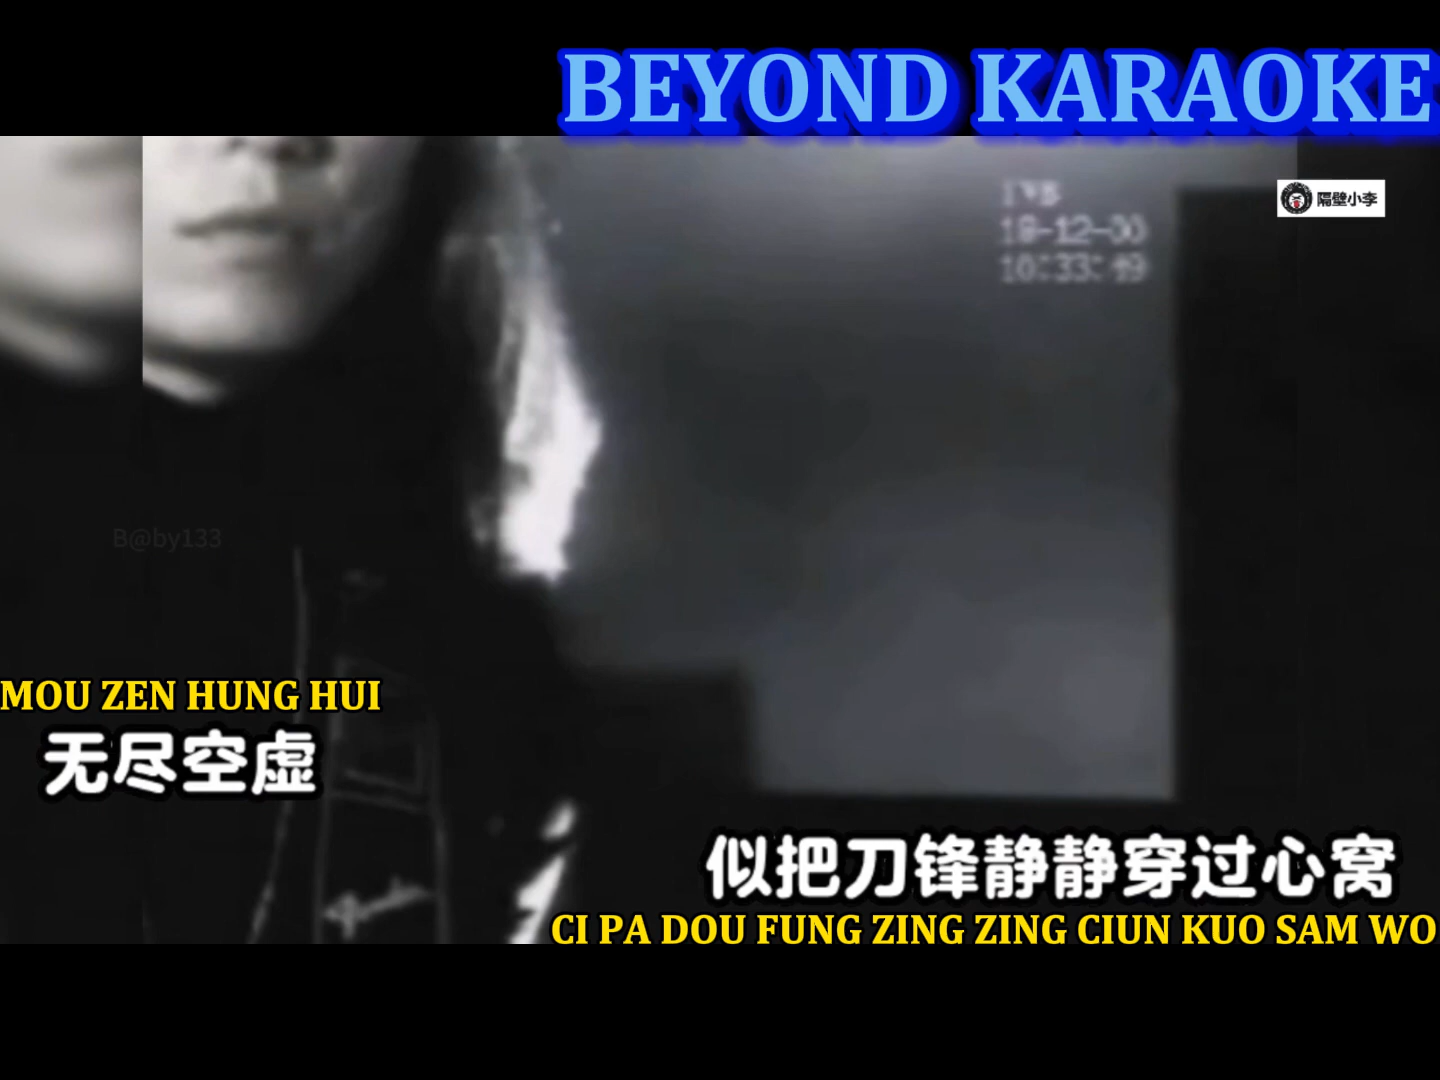 BEYOND KARAOKE
隔壁小李
18-12-00
10:33:49
B@by133
MOU ZEN HUNG HUI
无尽空虚
似把刀锋静静穿过心窝
CI PA DOU FUNG ZING ZING CIUN KUO SAM WO